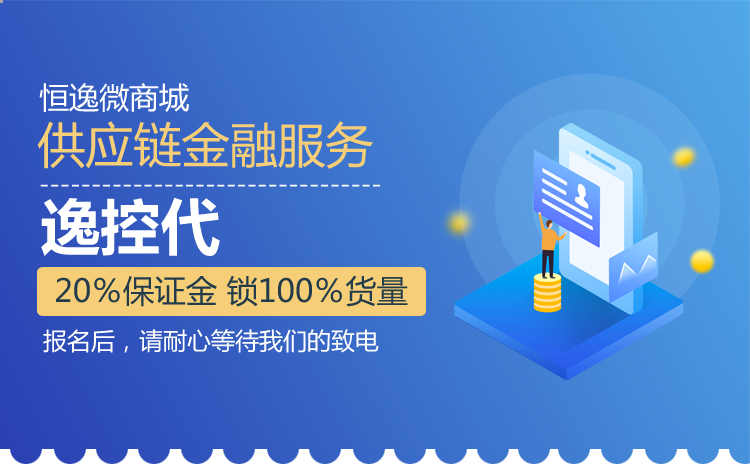 恒逸微商城
供应链金融服务
逸控代
20%保证金 锁100%货量
报名后，请耐心等待我们的致电